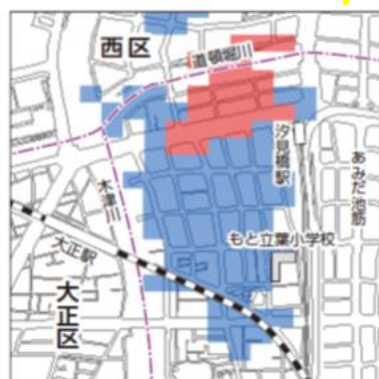 西区
道頓堀川
汐見橋駅
あみだ池筋
木津川
もと立葉小学校
大正駅
大正区